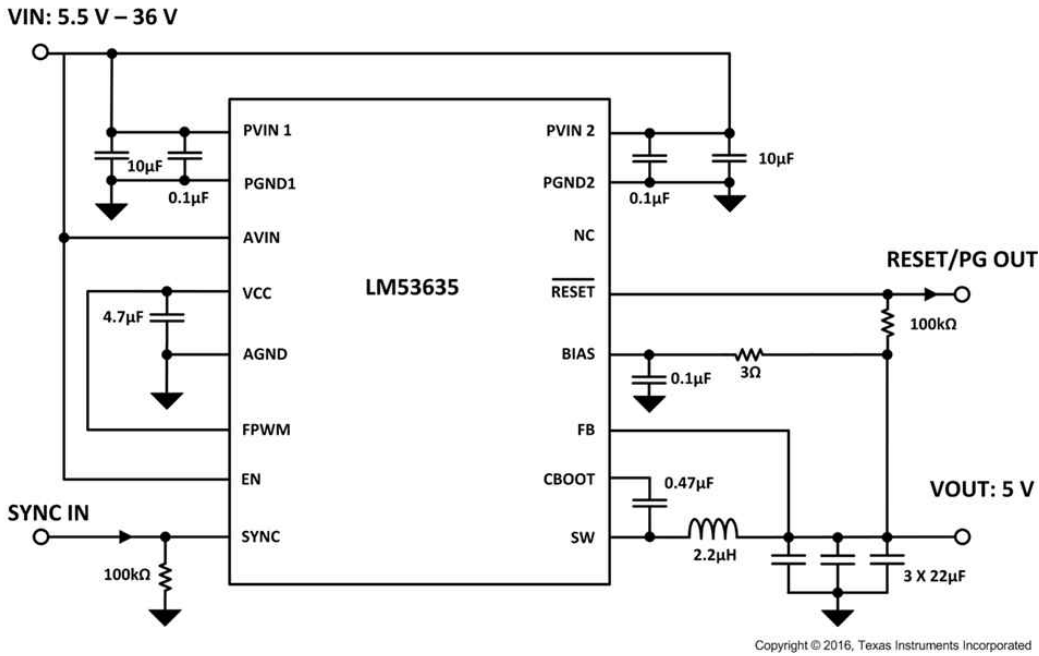 VIN: 5.5 V – 36 V
PVIN 1
PVIN 2
10µF
10µF
PGND1
PGND2
0.1µF
0.1µF
AVIN
NC
RESET/PG OUT
LM53635
VCC
RESET
4.7µF
100kΩ
AGND
BIAS
3Ω
0.1µF
FPWM
FB
EN
CBOOT
0.47µF
VOUT: 5 V
SYNC IN
SYNC
SW
2.2µH
100kΩ
3 X 22µF
Copyright © 2016, Texas Instruments Incorporated